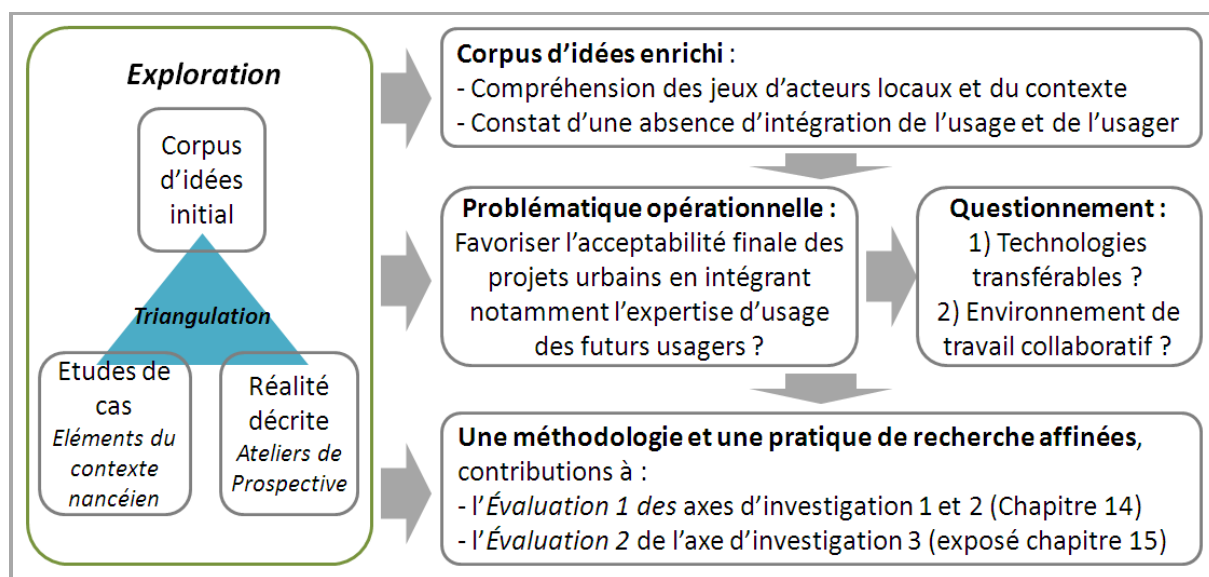 Exploration
Corpus
d’idées
initial
Triangulation
Etudes de
cas
Eléments du
contexte
nancéien
Réalité
décrite
Ateliers de
Prospective
Corpus d’idées enrichi :
- Compréhension des jeux d’acteurs locaux et du contexte
- Constat d’une absence d’intégration de l’usage et de l’usager
Problématique opérationnelle :
Favoriser l’acceptabilité finale des
projets urbains en intégrant
notamment l’expertise d’usage
des futurs usagers ?
Questionnement :
1) Technologies
transférables ?
2) Environnement de
travail collaboratif ?
Une méthodologie et une pratique de recherche affinées,
contributions à :
- l’Évaluation 1 des axes d’investigation 1 et 2 (Chapitre 14)
- l’Évaluation 2 de l’axe d’investigation 3 (exposé chapitre 15)